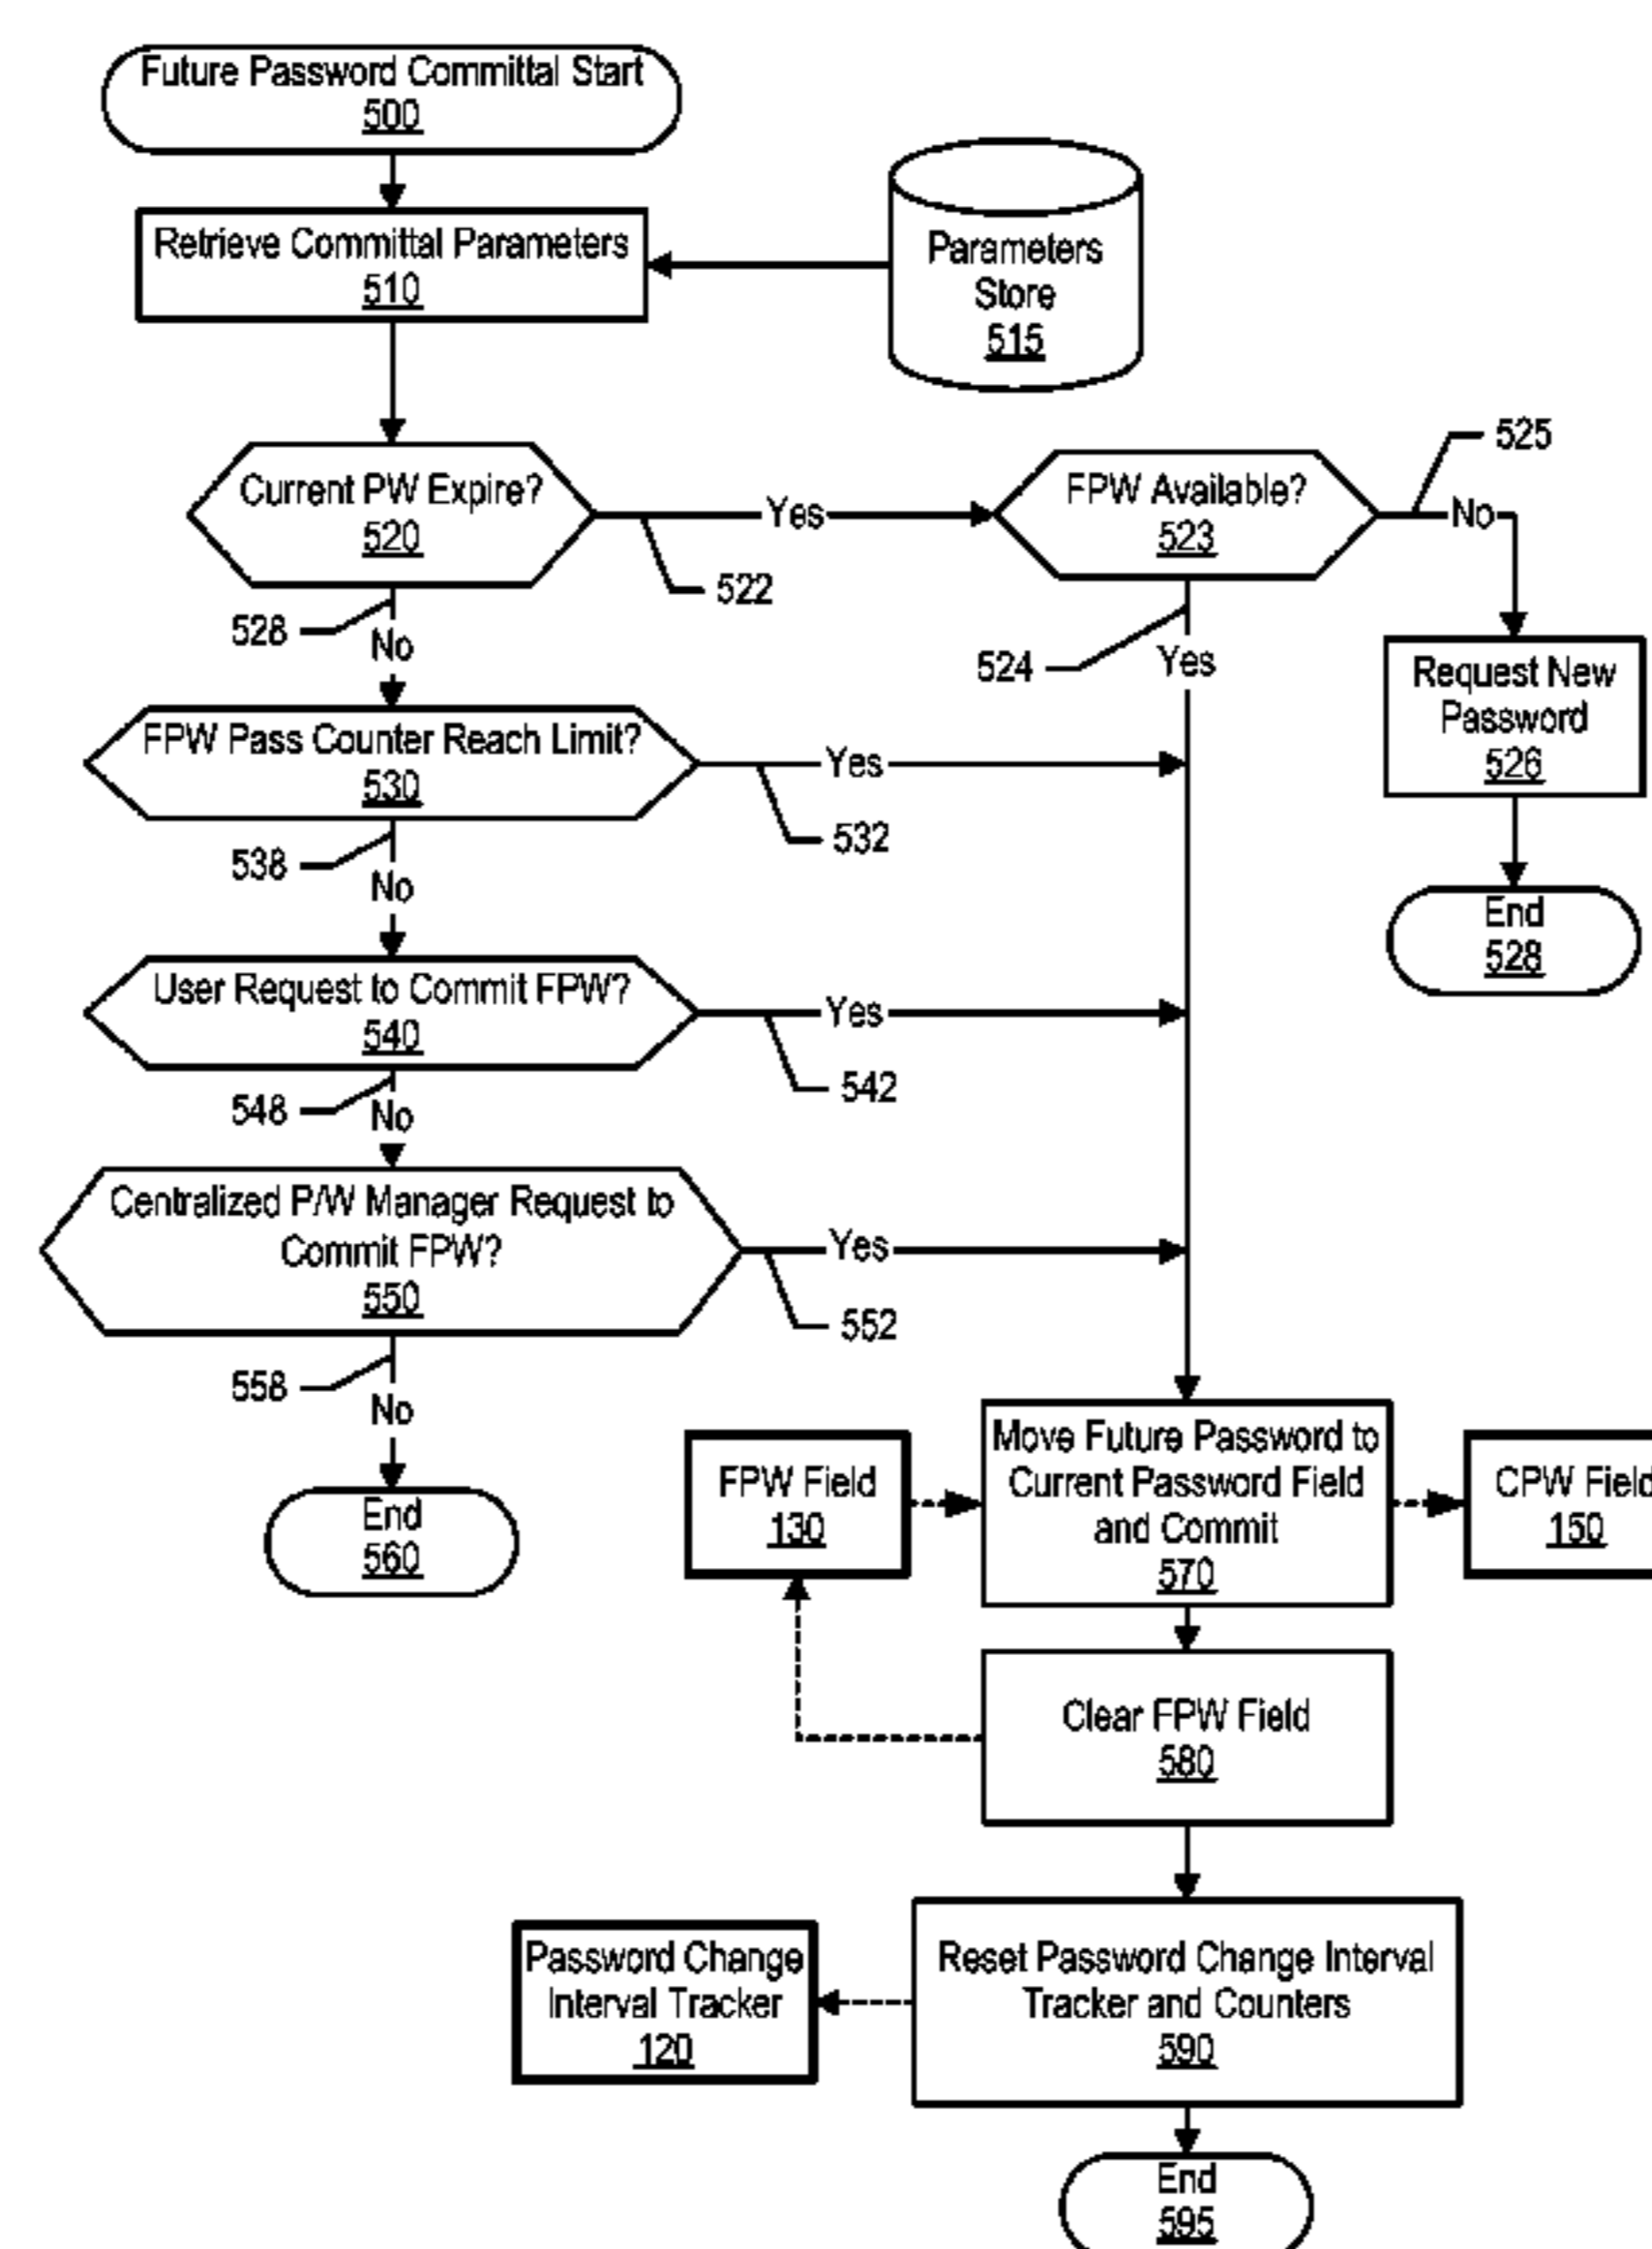 Future Password Committal Start
500
Retrieve Committal Parameters
510
Parameters
Store
515
Current PW Expire?
520
Yes
522
FPW Available?
523
525
No
528
No
524
Yes
Request New
Password
526
End
528
FPW Pass Counter Reach Limit?
530
Yes
532
538
No
User Request to Commit FPW?
540
Yes
542
548
No
Centralized P/W Manager Request to
Commit FPW?
550
Yes
552
558
No
End
560
FPW Field
130
Move Future Password to
Current Password Field
and Commit
570
CPW Field
150
Clear FPW Field
580
Password Change
Interval Tracker
120
Reset Password Change Interval
Tracker and Counters
590
End
595